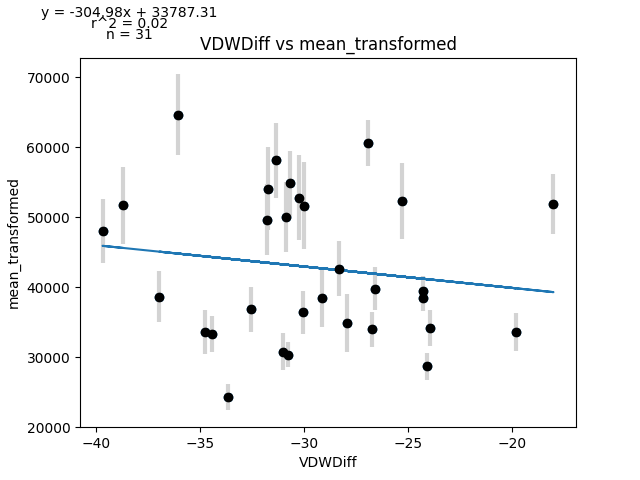 y = -304.98x + 33787.31
r^2 = 0.02
n = 31
VDWDiff vs mean_transformed
70000
60000
50000
40000
30000
20000
mean_transformed
−40
−35
−30
−25
−20
VDWDiff